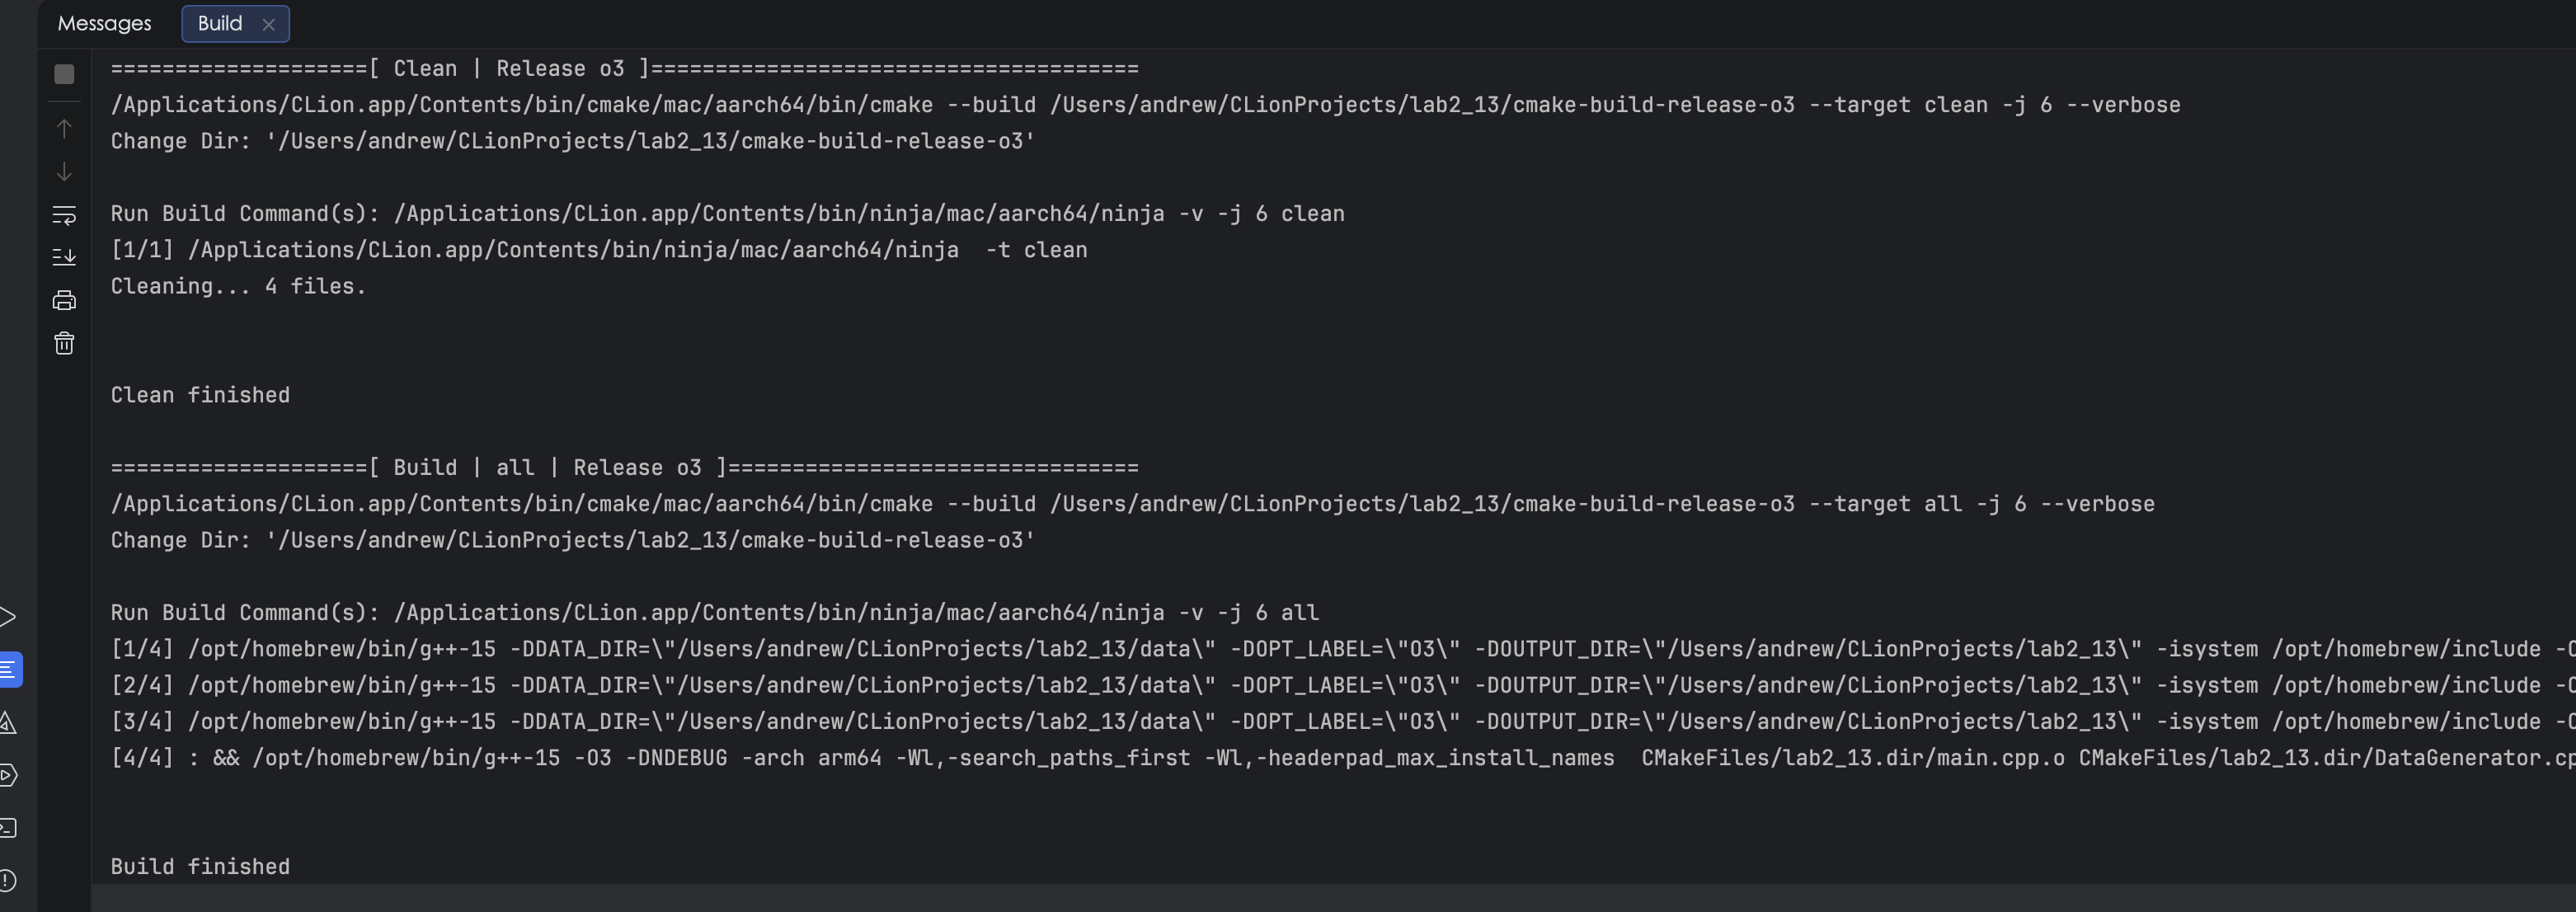 Messages
Build
====================[ Clean | Release o3 ]======================================
/Applications/CLion.app/Contents/bin/cmake/mac/aarch64/bin/cmake --build /Users/andrew/CLionProjects/lab2_13/cmake-build-release-o3 --target clean -j 6 --verbose
Change Dir: '/Users/andrew/CLionProjects/lab2_13/cmake-build-release-o3'
Run Build Command(s): /Applications/CLion.app/Contents/bin/ninja/mac/aarch64/ninja -v -j 6 clean
[1/1] /Applications/CLion.app/Contents/bin/ninja/mac/aarch64/ninja  -t clean
Cleaning... 4 files.
Clean finished
====================[ Build | all | Release o3 ]================================
/Applications/CLion.app/Contents/bin/cmake/mac/aarch64/bin/cmake --build /Users/andrew/CLionProjects/lab2_13/cmake-build-release-o3 --target all -j 6 --verbose
Change Dir: '/Users/andrew/CLionProjects/lab2_13/cmake-build-release-o3'
Run Build Command(s): /Applications/CLion.app/Contents/bin/ninja/mac/aarch64/ninja -v -j 6 all
[1/4] /opt/homebrew/bin/g++-15 -DDATA_DIR=\"/Users/andrew/CLionProjects/lab2_13/data\" -DOPT_LABEL=\"O3\" -DOUTPUT_DIR=\"/Users/andrew/CLionProjects/lab2_13\" -isystem /opt/homebrew/include
[2/4] /opt/homebrew/bin/g++-15 -DDATA_DIR=\"/Users/andrew/CLionProjects/lab2_13/data\" -DOPT_LABEL=\"O3\" -DOUTPUT_DIR=\"/Users/andrew/CLionProjects/lab2_13\" -isystem /opt/homebrew/include
[3/4] /opt/homebrew/bin/g++-15 -DDATA_DIR=\"/Users/andrew/CLionProjects/lab2_13/data\" -DOPT_LABEL=\"O3\" -DOUTPUT_DIR=\"/Users/andrew/CLionProjects/lab2_13\" -isystem /opt/homebrew/include
[4/4] : && /opt/homebrew/bin/g++-15 -O3 -DNDEBUG -arch arm64 -Wl,-search_paths_first -Wl,-headerpad_max_install_names  CMakeFiles/lab2_13.dir/main.cpp.o CMakeFiles/lab2_13.dir/DataGenerator.cp
Build finished